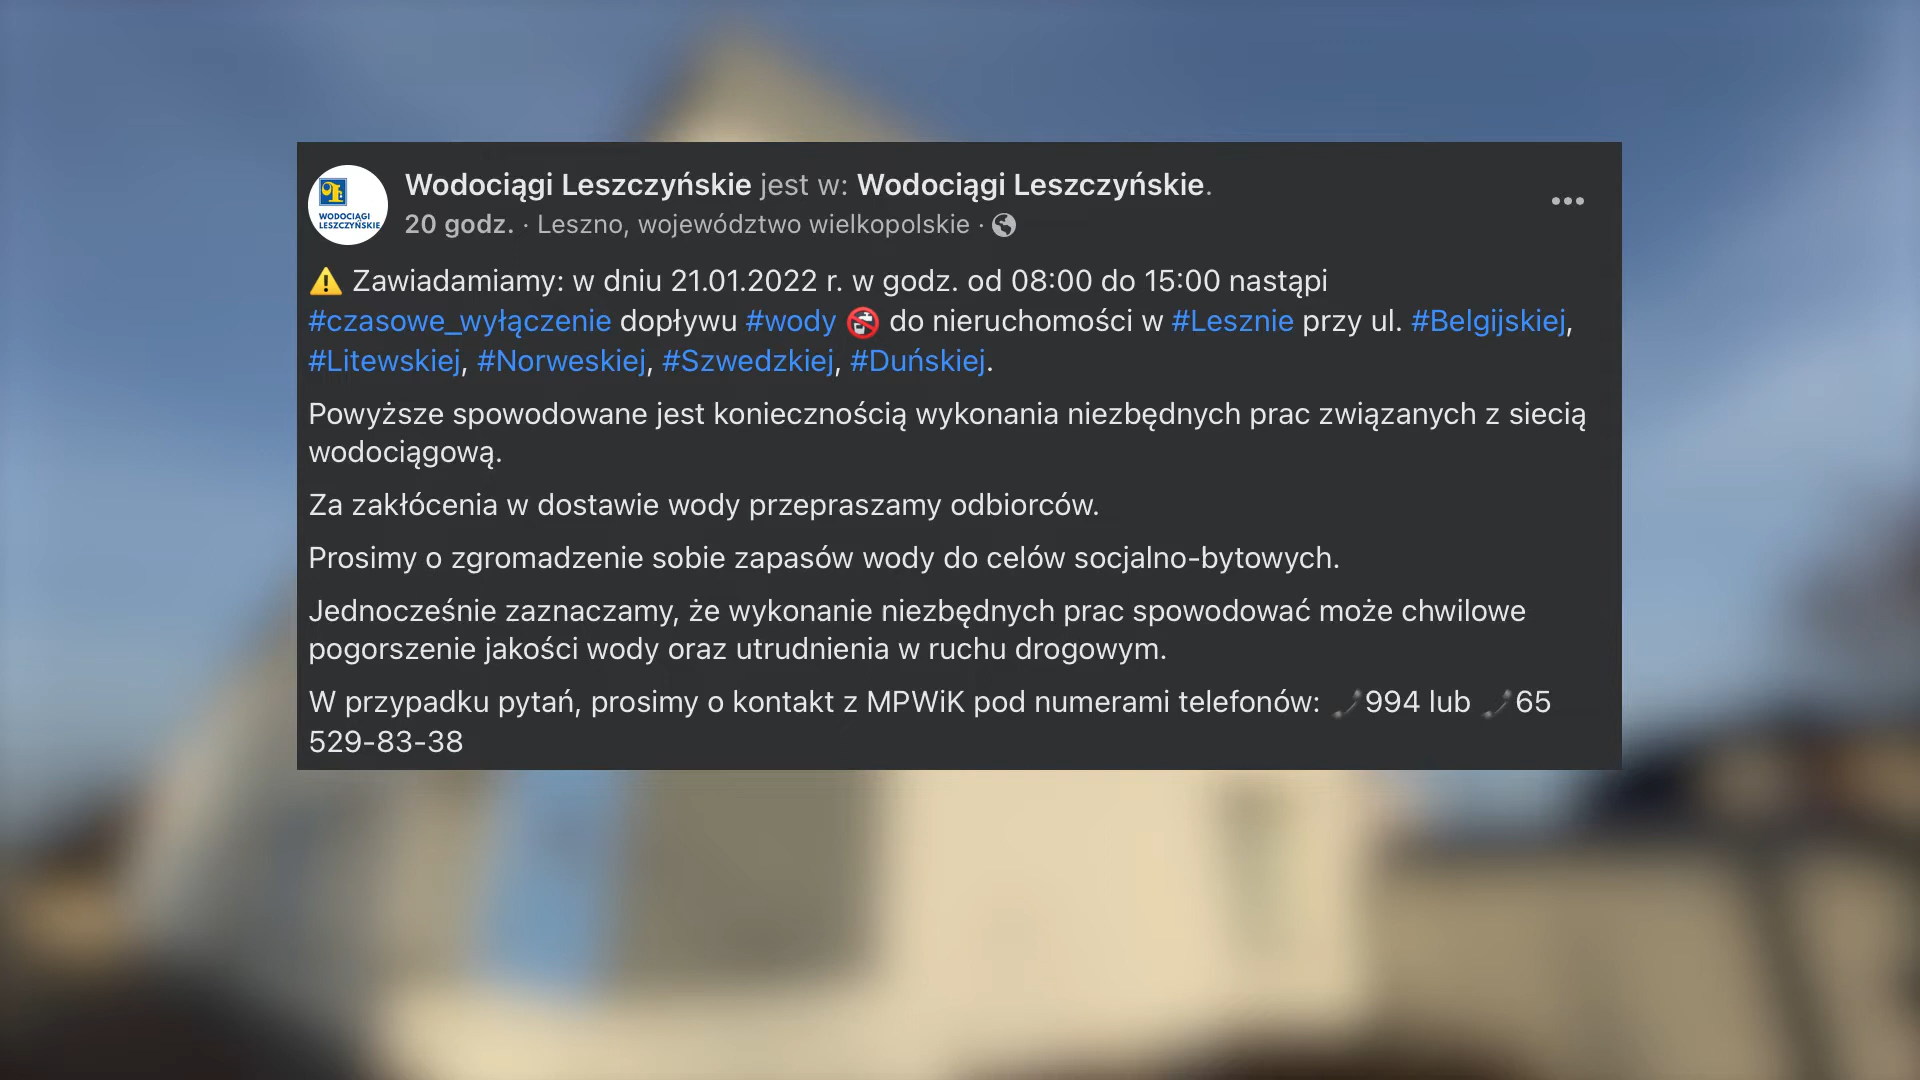 WODOCIĄGI
LESZCZYŃSKIE
Wodociągi Leszczyńskie jest w: Wodociągi Leszczyńskie.
20 godz. · Leszno, województwo wielkopolskie ·
⚠️ Zawiadamiamy: w dniu 21.01.2022 r. w godz. od 08:00 do 15:00 nastąpi
#czasowe_wyłączenie dopływu #wody 🚱 do nieruchomości w #Lesznie przy ul. #Belgijskiej,
#Litewskiej, #Norweskiej, #Szwedzkiej, #Duńskiej.
Powyższe spowodowane jest koniecznością wykonania niezbędnych prac związanych z siecią
wodociągową.
Za zakłócenia w dostawie wody przepraszamy odbiorców.
Prosimy o zgromadzenie sobie zapasów wody do celów socjalno-bytowych.
Jednocześnie zaznaczamy, że wykonanie niezbędnych prac spowodować może chwilowe
pogorszenie jakości wody oraz utrudnienia w ruchu drogowym.
W przypadku pytań, prosimy o kontakt z MPWiK pod numerami telefonów: 994 lub 65
529-83-38